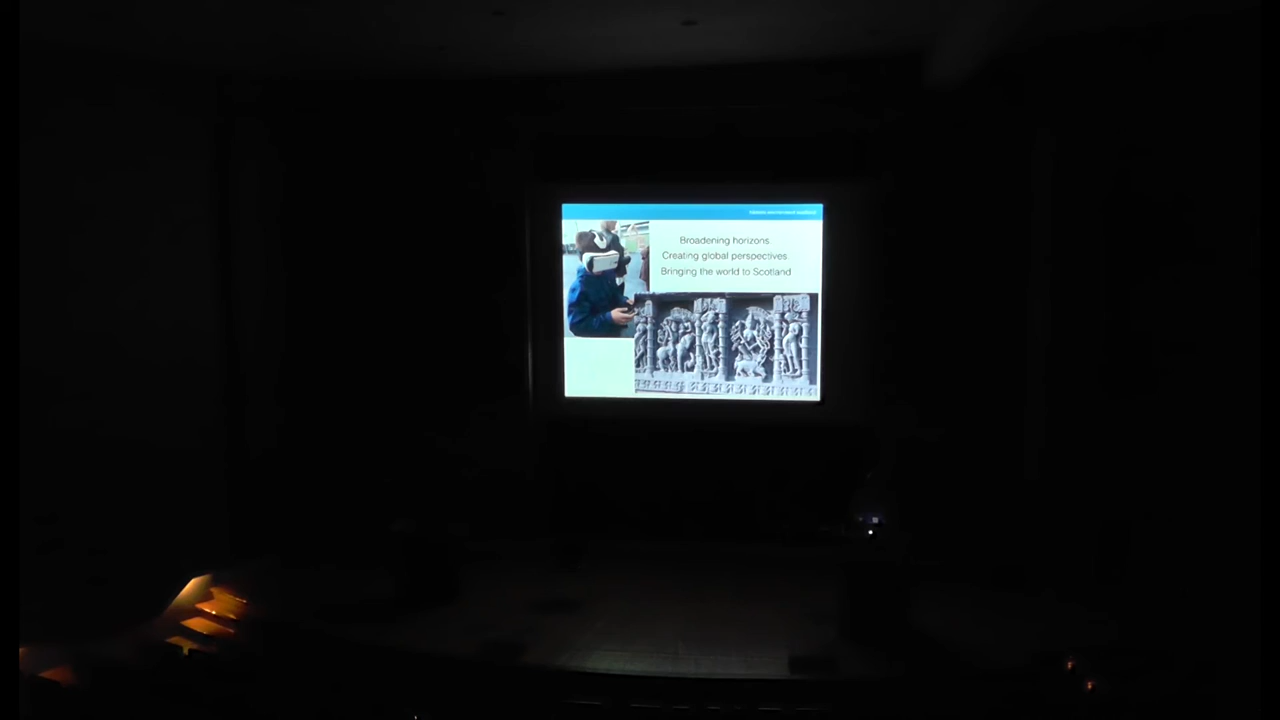 Broadening horizons
Creating global perspectives
Bringing the world to Scotland